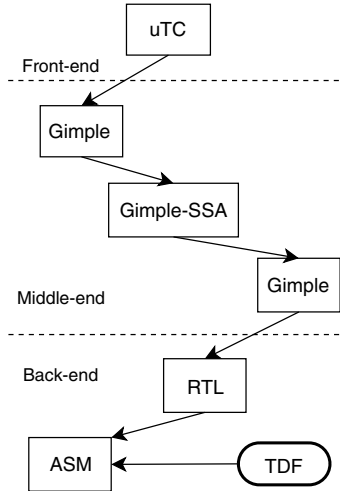 uTC
Front-end
Gimple
Gimple-SSA
Gimple
Middle-end
Back-end
RTL
ASM
TDF